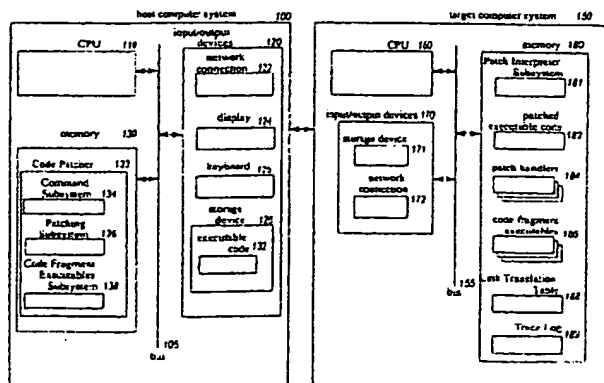 host computer system 100
CPU 110
input/output
devices 120
network
connection 122
display 124
keyboard
125
storage
device
executable
code 132
memory 130
Code Patcher 133
Command
Subsystem 134
Patching
Subsystem 136
Code Fragment
Executables
Subsystem 138
105
bus
target computer system 150
CPU 160
input/output devices 170
storage device
171
network
connection
172
155
bus
memory 180
Patch Interpreter
Subsystem
181
patched
executable code
182
patch handlers
184
code fragment
executables
186
Link Translation
Table
188
Trace Log